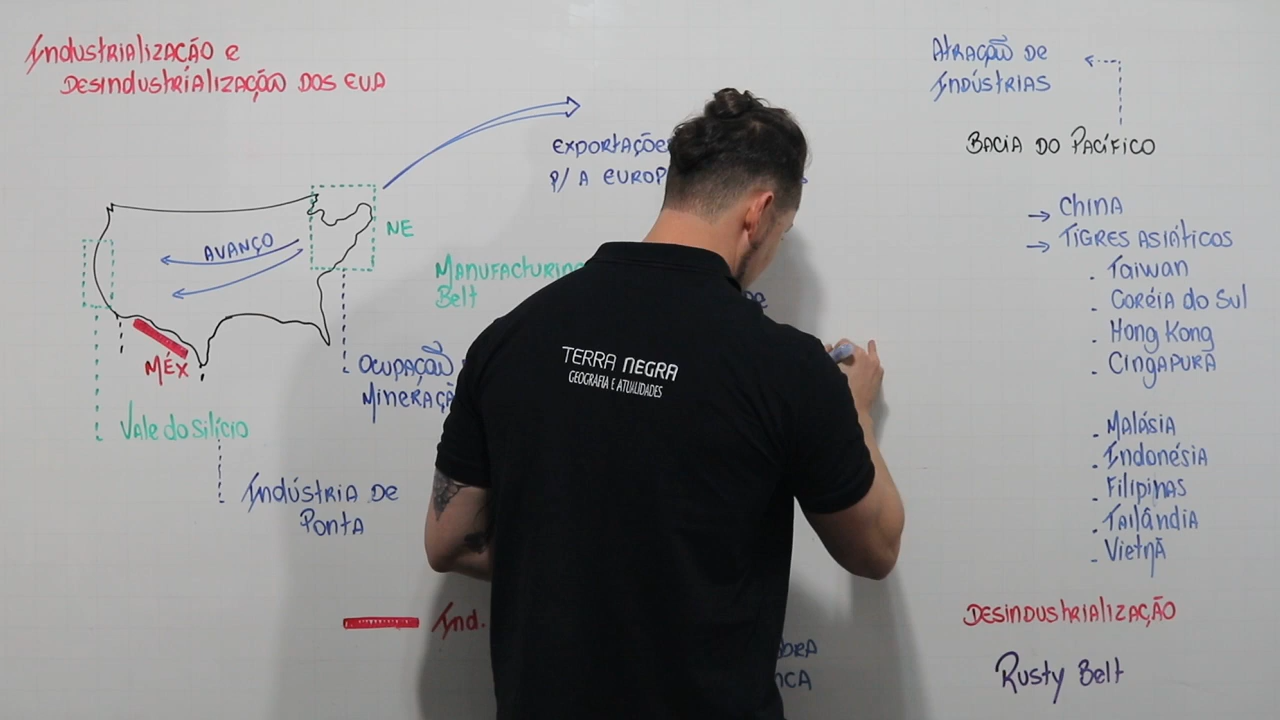 Industrialização e
Desindustrialização dos EUA
Exportações
p/ a Europ
NE
Avanço
Manufacturing
Belt
Méx
Ocupação
Mineraçã
Vale do Silício
Indústria de
Ponta
Ind.
TERRA NEGRA
GEOGRAFIA E ATUALIDADES
Atração de
Indústrias
Bacia do Pacífico
→ China
→ Tigres Asiáticos
. Taiwan
. Coréia do Sul
. Hong Kong
. Cingapura
. Malásia
. Indonésia
. Filipinas
. Tailândia
. Vietnã
Desindustrialização
Rusty Belt